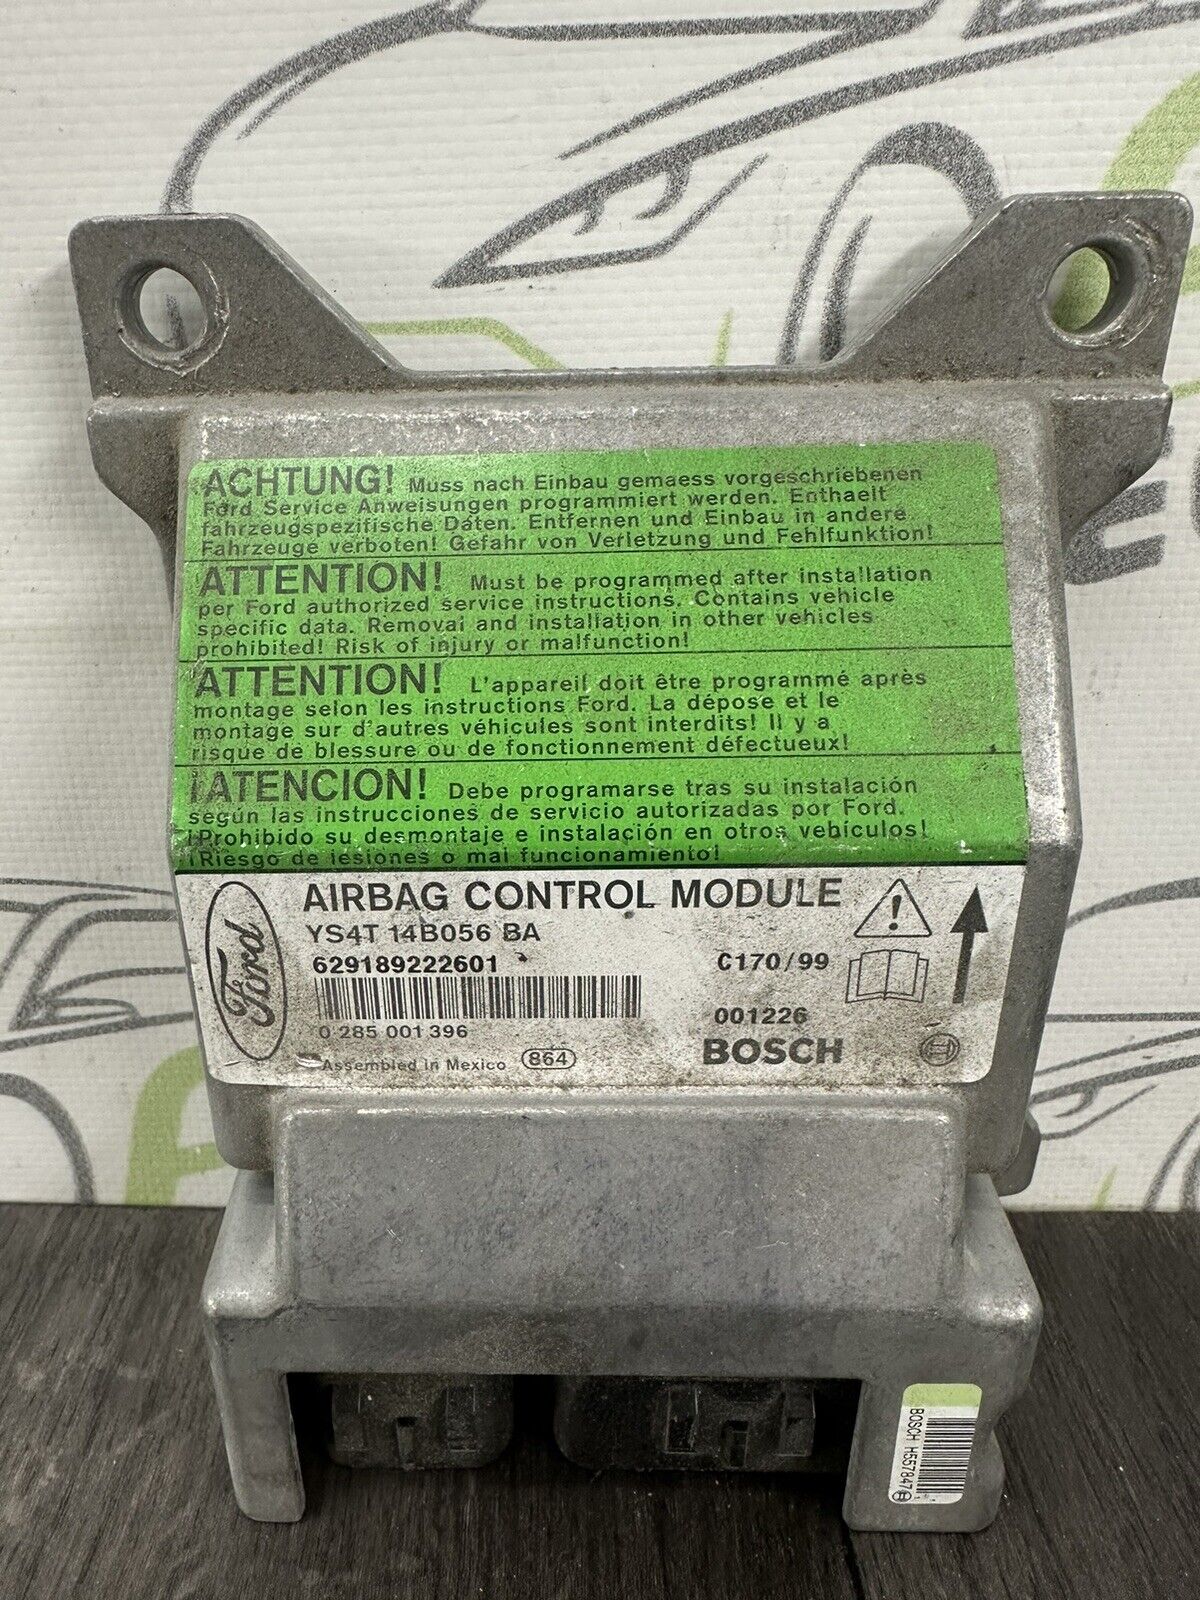 ACHTUNG! Muss nach Einbau gemaess vorgeschriebenen
Ford Service Anweisungen programmiert werden. Enthaelt
fahrzeugspezifische Daten. Entfernen und Einbau in andere
Fahrzeuge verboten! Gefahr von Verletzung und Fehlfunktion!
ATTENTION! Must be programmed after installation
per Ford authorized service instructions. Contains vehicle
specific data. Removal and installation in other vehicles
prohibited! Risk of injury or malfunction!
ATTENTION! L'appareil doit être programmé après
montage selon les instructions Ford. La dépose et le
montage sur d'autres véhicules sont interdits! Il y a
risque de blessure ou de fonctionnement défectueux!
¡ATENCION! Debe programarse tras su instalación
según las instrucciones de servicio autorizadas por Ford.
¡Prohibido su desmontaje e instalación en otros vehículos!
¡Riesgo de lesiones o mal funcionamiento!
Ford
AIRBAG CONTROL MODULE
YS4T 14B056 BA
629189222601
C170/99
0 285 001 396
001226
Assembled in Mexico 864
BOSCH
BOSCH H557847